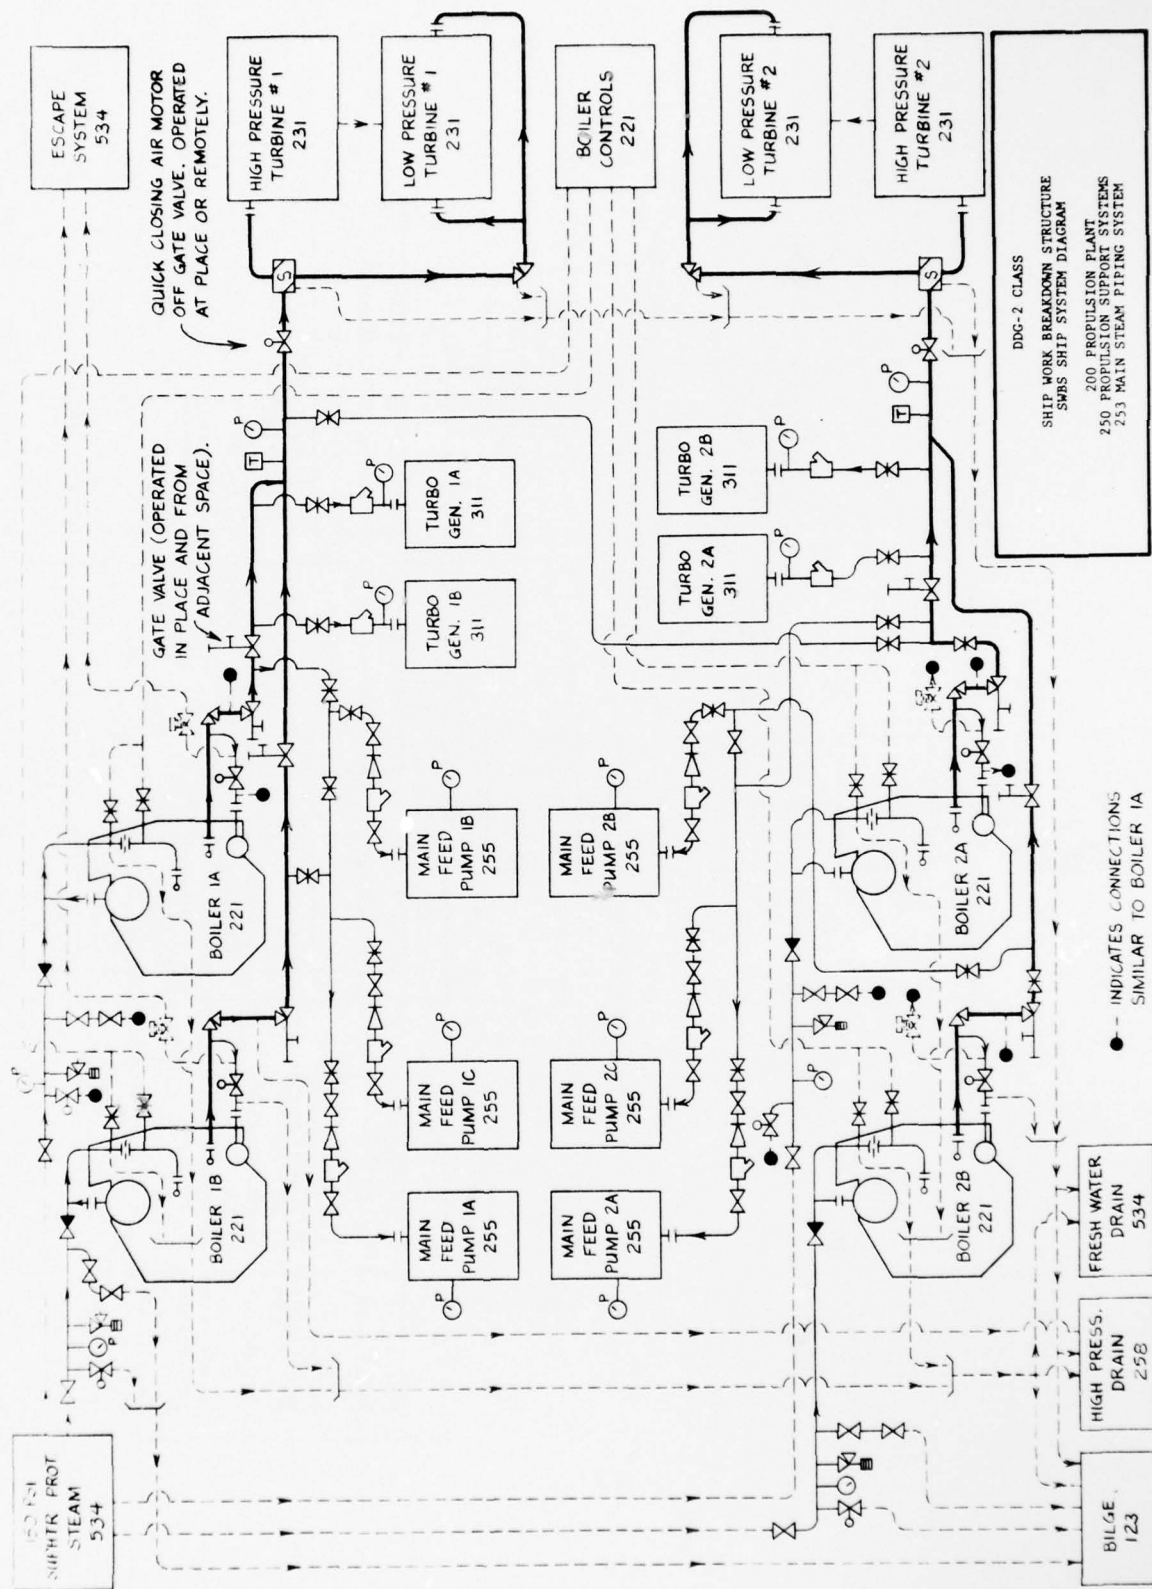 ESCAPE
SYSTEM
534
QUICK CLOSING AIR MOTOR
OFF GATE VALVE. OPERATED
AT PLACE OR REMOTELY.
HIGH PRESSURE
TURBINE #1
231
LOW PRESSURE
TURBINE #1
231
BOILER
CONTROLS
221
LOW PRESSURE
TURBINE #2
231
HIGH PRESSURE
TURBINE #2
231
S
S
GATE VALVE (OPERATED
IN PLACE AND FROM
ADJACENT SPACE).
T
P
T
P
TURBO
GEN. 1A
311
P
TURBO
GEN. 1B
311
P
TURBO
GEN. 2B
311
P
TURBO
GEN. 2A
311
P
DDG-2 CLASS
SHIP WORK BREAKDOWN STRUCTURE
SWBS SHIP SYSTEM DIAGRAM
200 PROPULSION PLANT
250 PROPULSION SUPPORT SYSTEMS
253 MAIN STEAM PIPING SYSTEM
BOILER 1A
221
MAIN
FEED
PUMP 1B
255
P
MAIN
FEED
PUMP 2B
255
P
BOILER 2A
221
BOILER 1B
221
MAIN
FEED
PUMP 1C
255
P
MAIN
FEED
PUMP 2C
255
P
P
BOILER 2B
221
MAIN
FEED
PUMP 1A
255
P
MAIN
FEED
PUMP 2A
255
P
P
INDICATES CONNECTIONS
SIMILAR TO BOILER 1A
PSI
PROT
STEAM
534
BILGE
123
HIGH PRESS.
DRAIN
258
FRESH WATER
DRAIN
534